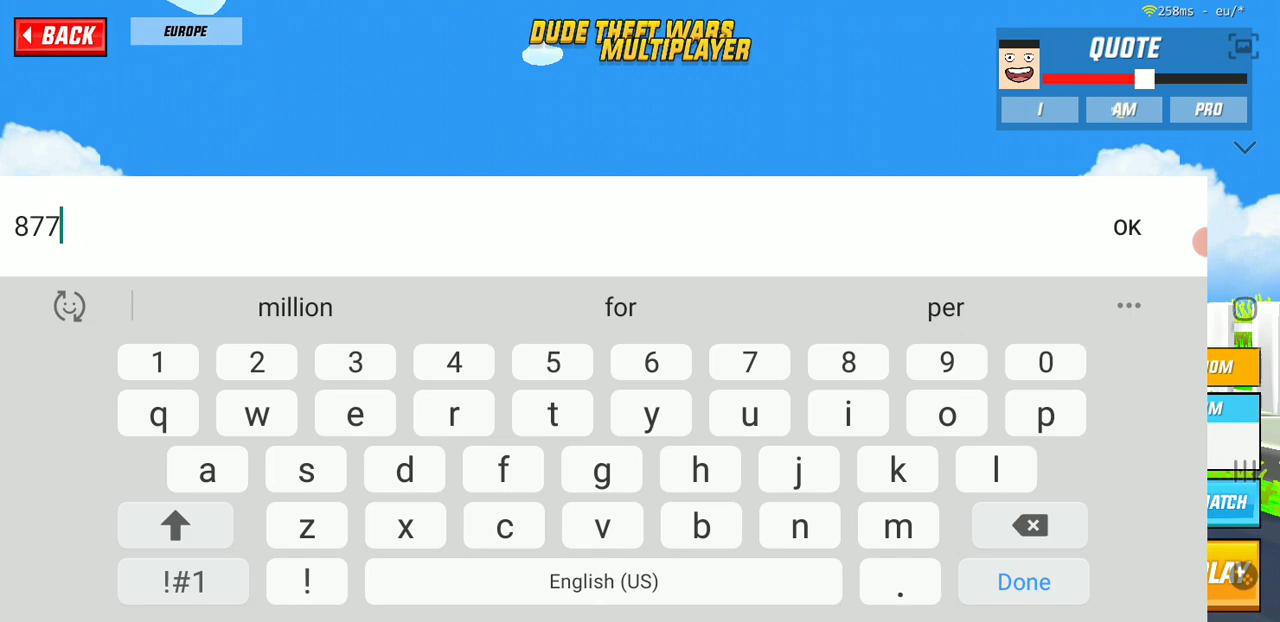 258ms - eu/*
BACK
EUROPE
DUDE THEFT WARS
MULTIPLAYER
QUOTE
I AM PRO
877
OK
million for per
1 2 3 4 5 6 7 8 9 0
q w e r t y u i o p
a s d f g h j k l
z x c v b n m
!#1 ! English (US) . Done